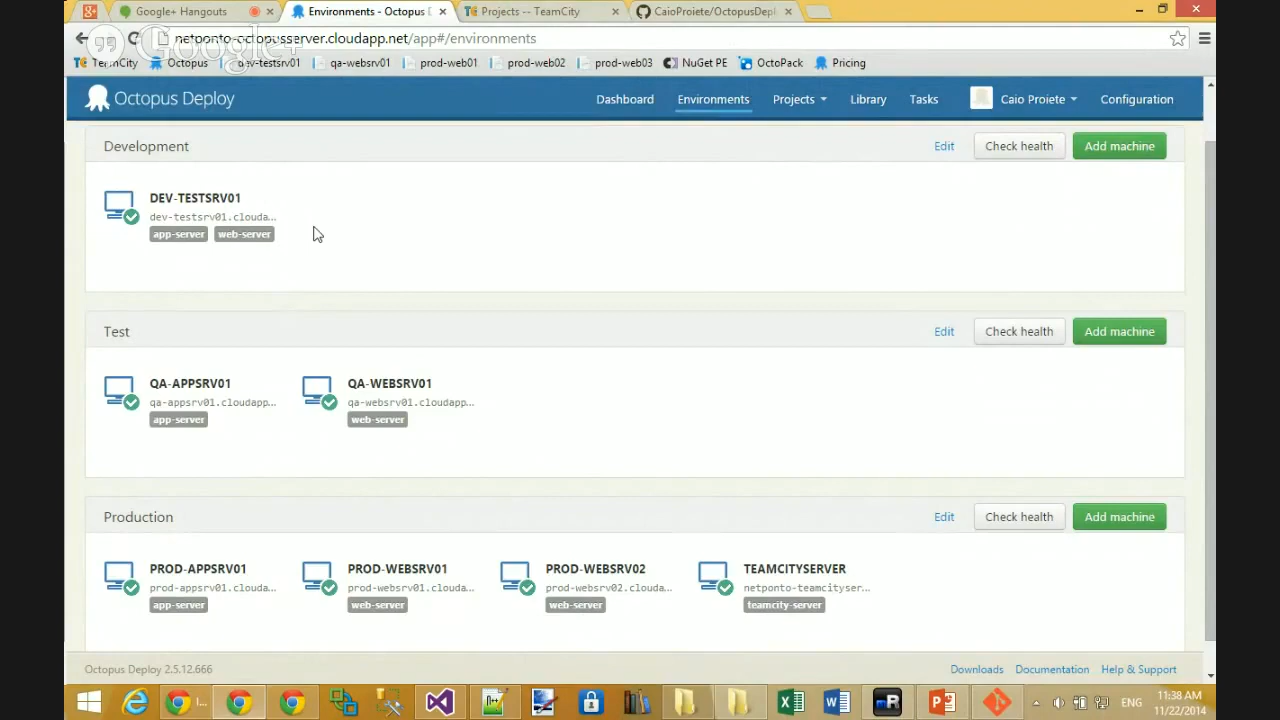 Google+ Hangouts
Environments - Octopus D
Projects -- TeamCity
CaioProiete/OctopusDepl
netponto-octopusserver.cloudapp.net/app#/environments
Google+
TeamCity
Octopus
dev-testsrv01
qa-websrv01
prod-web01
prod-web02
prod-web03
NuGet PE
OctoPack
Pricing
Octopus Deploy
Dashboard
Environments
Projects
Library
Tasks
Caio Proiete
Configuration
Development
Edit
Check health
Add machine
DEV-TESTSRV01
dev-testsrv01.clouda...
app-server
web-server
Test
Edit
Check health
Add machine
QA-APPSRV01
qa-appsrv01.cloudapp...
app-server
QA-WEBSRV01
qa-websrv01.cloudapp...
web-server
Production
Edit
Check health
Add machine
PROD-APPSRV01
prod-appsrv01.clouda...
app-server
PROD-WEBSRV01
prod-websrv01.clouda...
web-server
PROD-WEBSRV02
prod-websrv02.clouda...
web-server
TEAMCITYSERVER
netponto-teamcityser...
teamcity-server
Octopus Deploy 2.5.12.666
Downloads
Documentation
Help & Support
ENG
11:38 AM
11/22/2014